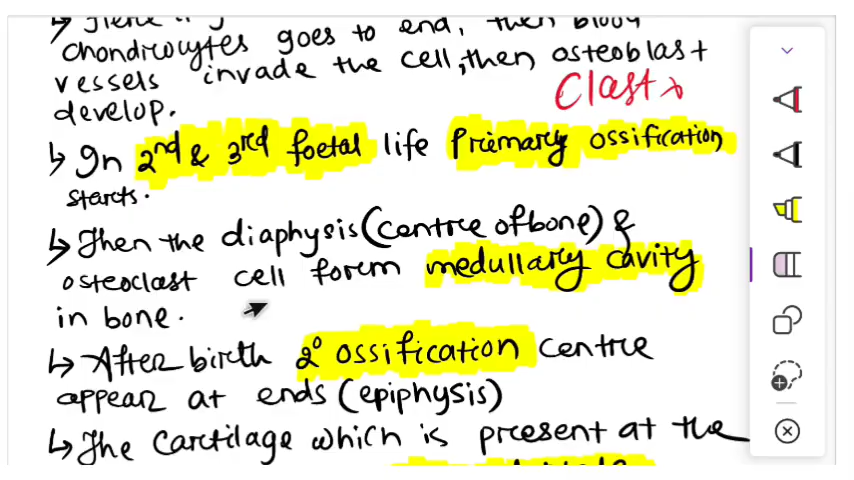 chondrocytes goes to end, then blood
vessels invade the cell, then osteoblast
develop.
Clast x
↳ In 2nd & 3rd foetal life Primary ossification
starts.
↳ Then the diaphysis (centre of bone) &
osteoclast cell form medullary cavity
in bone.
↳ After birth 2° ossification centre
appear at ends (epiphysis)
↳ The cartilage which is present at the